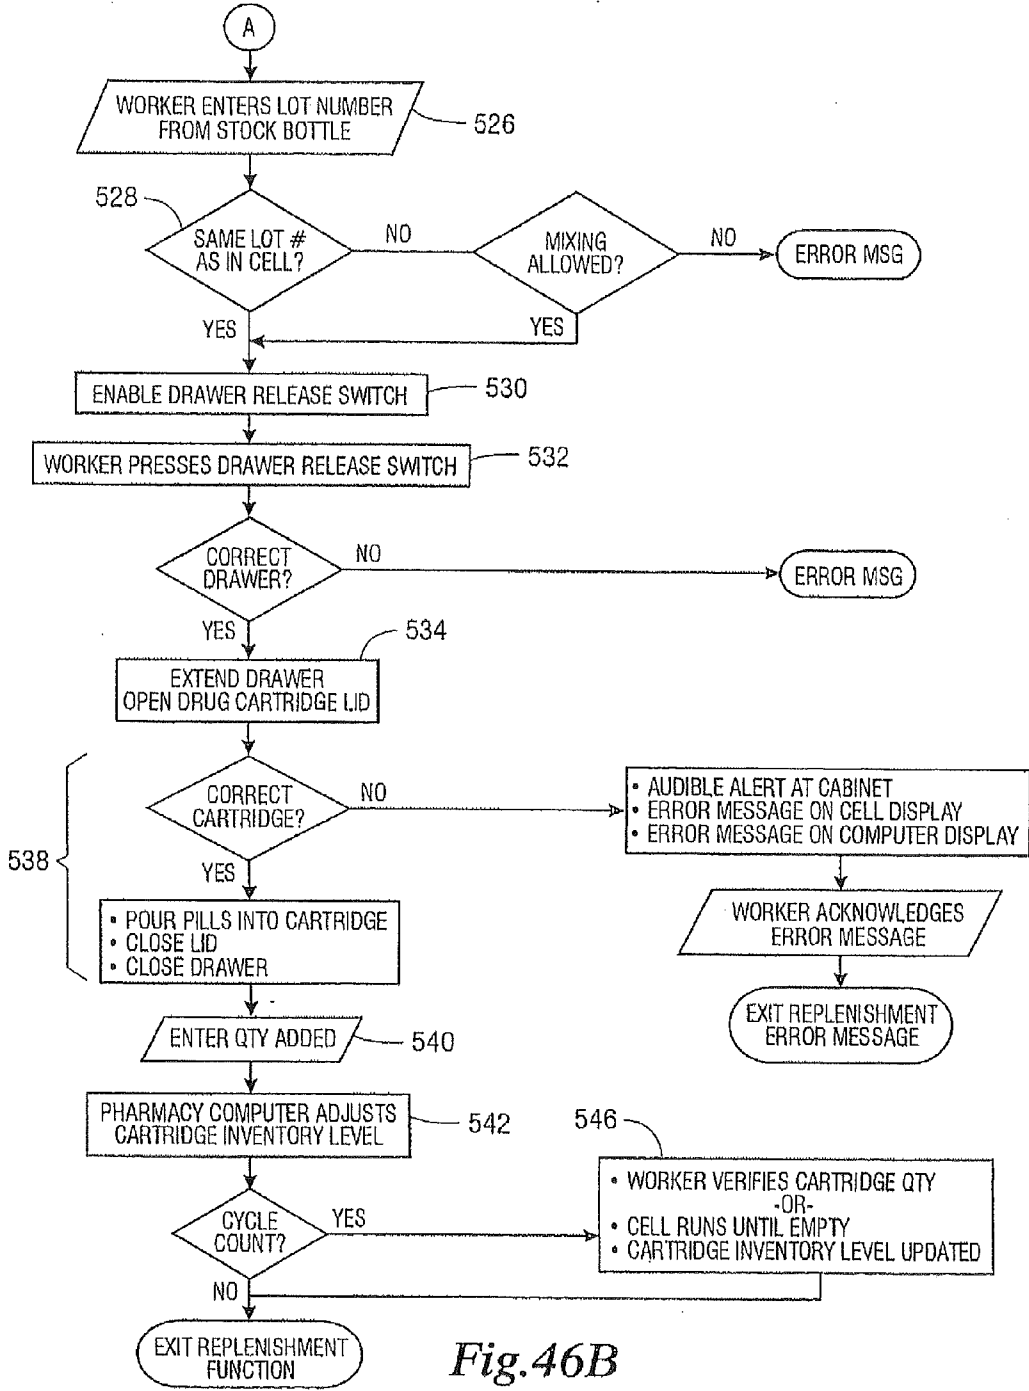 A
WORKER ENTERS LOT NUMBER
FROM STOCK BOTTLE
526
528
SAME LOT #
AS IN CELL?
NO
MIXING
ALLOWED?
NO
ERROR MSG
YES
YES
ENABLE DRAWER RELEASE SWITCH
530
WORKER PRESSES DRAWER RELEASE SWITCH
532
CORRECT
DRAWER?
NO
ERROR MSG
YES
534
EXTEND DRAWER
OPEN DRUG CARTRIDGE LID
538
CORRECT
CARTRIDGE?
NO
• AUDIBLE ALERT AT CABINET
• ERROR MESSAGE ON CELL DISPLAY
• ERROR MESSAGE ON COMPUTER DISPLAY
YES
• POUR PILLS INTO CARTRIDGE
• CLOSE LID
• CLOSE DRAWER
WORKER ACKNOWLEDGES
ERROR MESSAGE
EXIT REPLENISHMENT
ERROR MESSAGE
ENTER QTY ADDED
540
PHARMACY COMPUTER ADJUSTS
CARTRIDGE INVENTORY LEVEL
542
546
CYCLE
COUNT?
YES
• WORKER VERIFIES CARTRIDGE QTY
-OR-
• CELL RUNS UNTIL EMPTY
• CARTRIDGE INVENTORY LEVEL UPDATED
NO
EXIT REPLENISHMENT
FUNCTION
Fig.46B